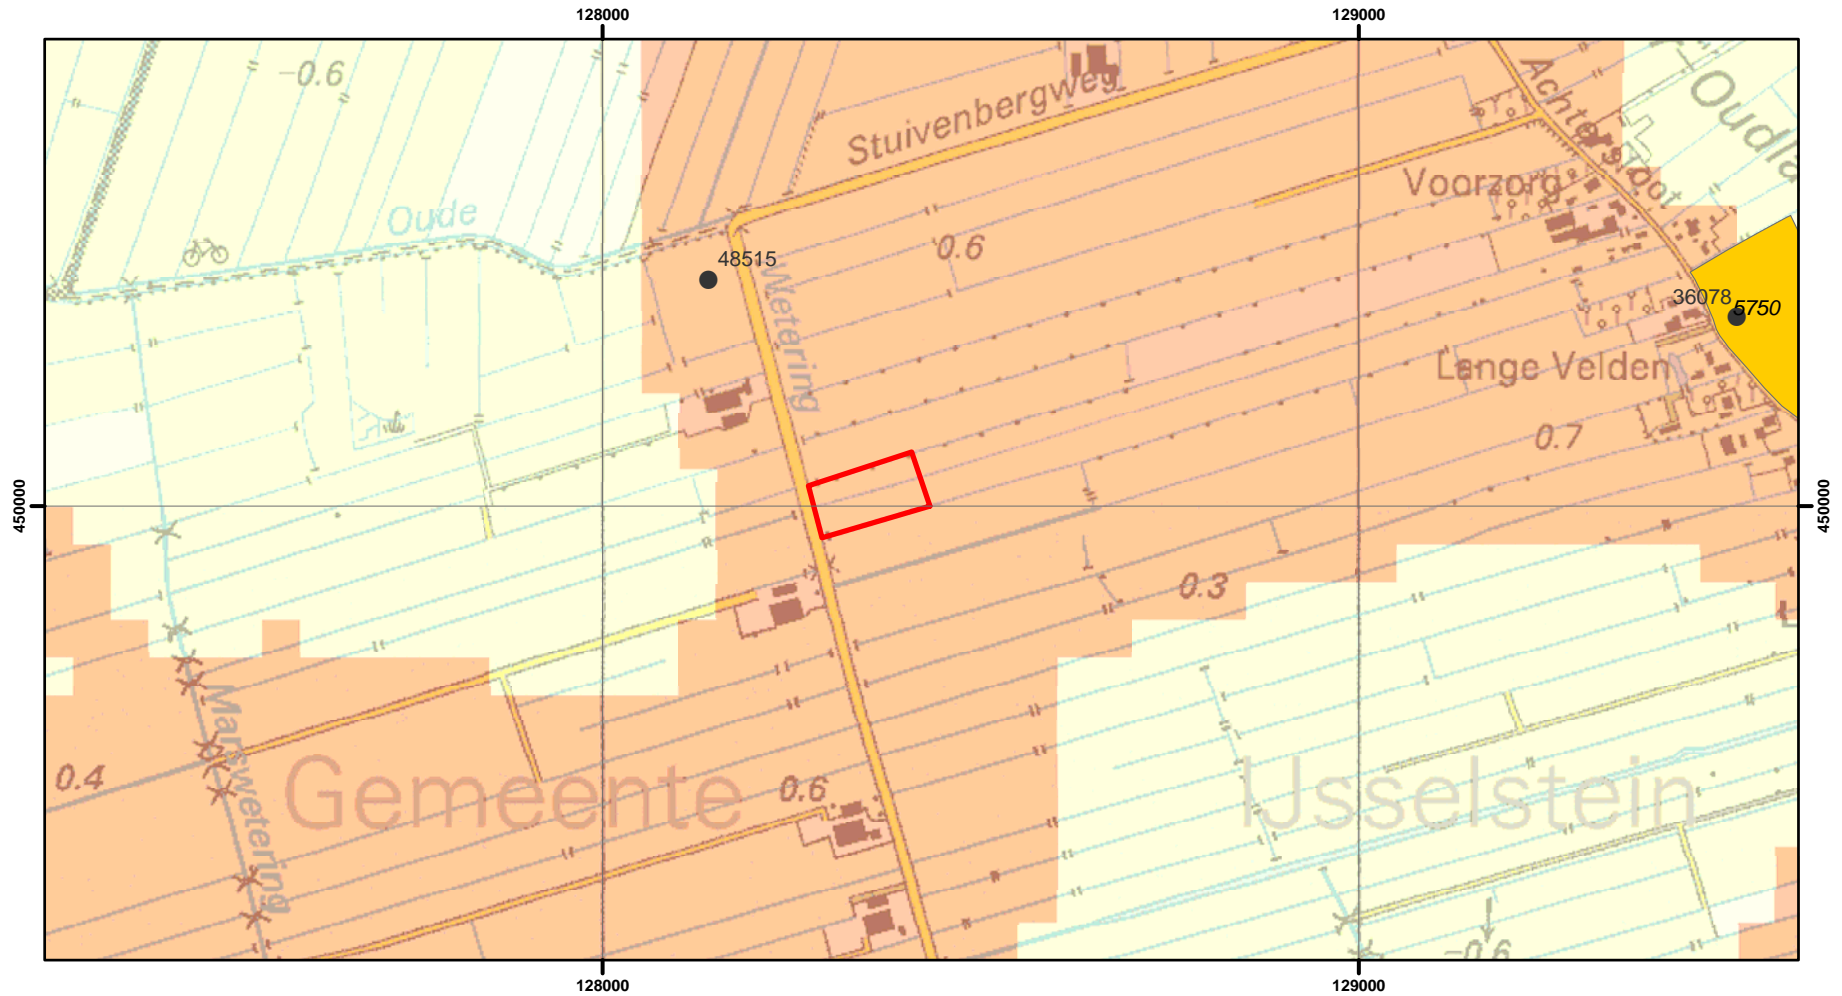 128000
129000
-0.6
Achtersloot
Oudla
Stuivenbergweg
Voorzorg
Oude
0.6
48515
Wetering
36078
5750
Lange Velden
0.7
450000
450000
0.3
Marswetering
0.4
Gemeente
0.6
IJsselstein
-0.6
128000
129000